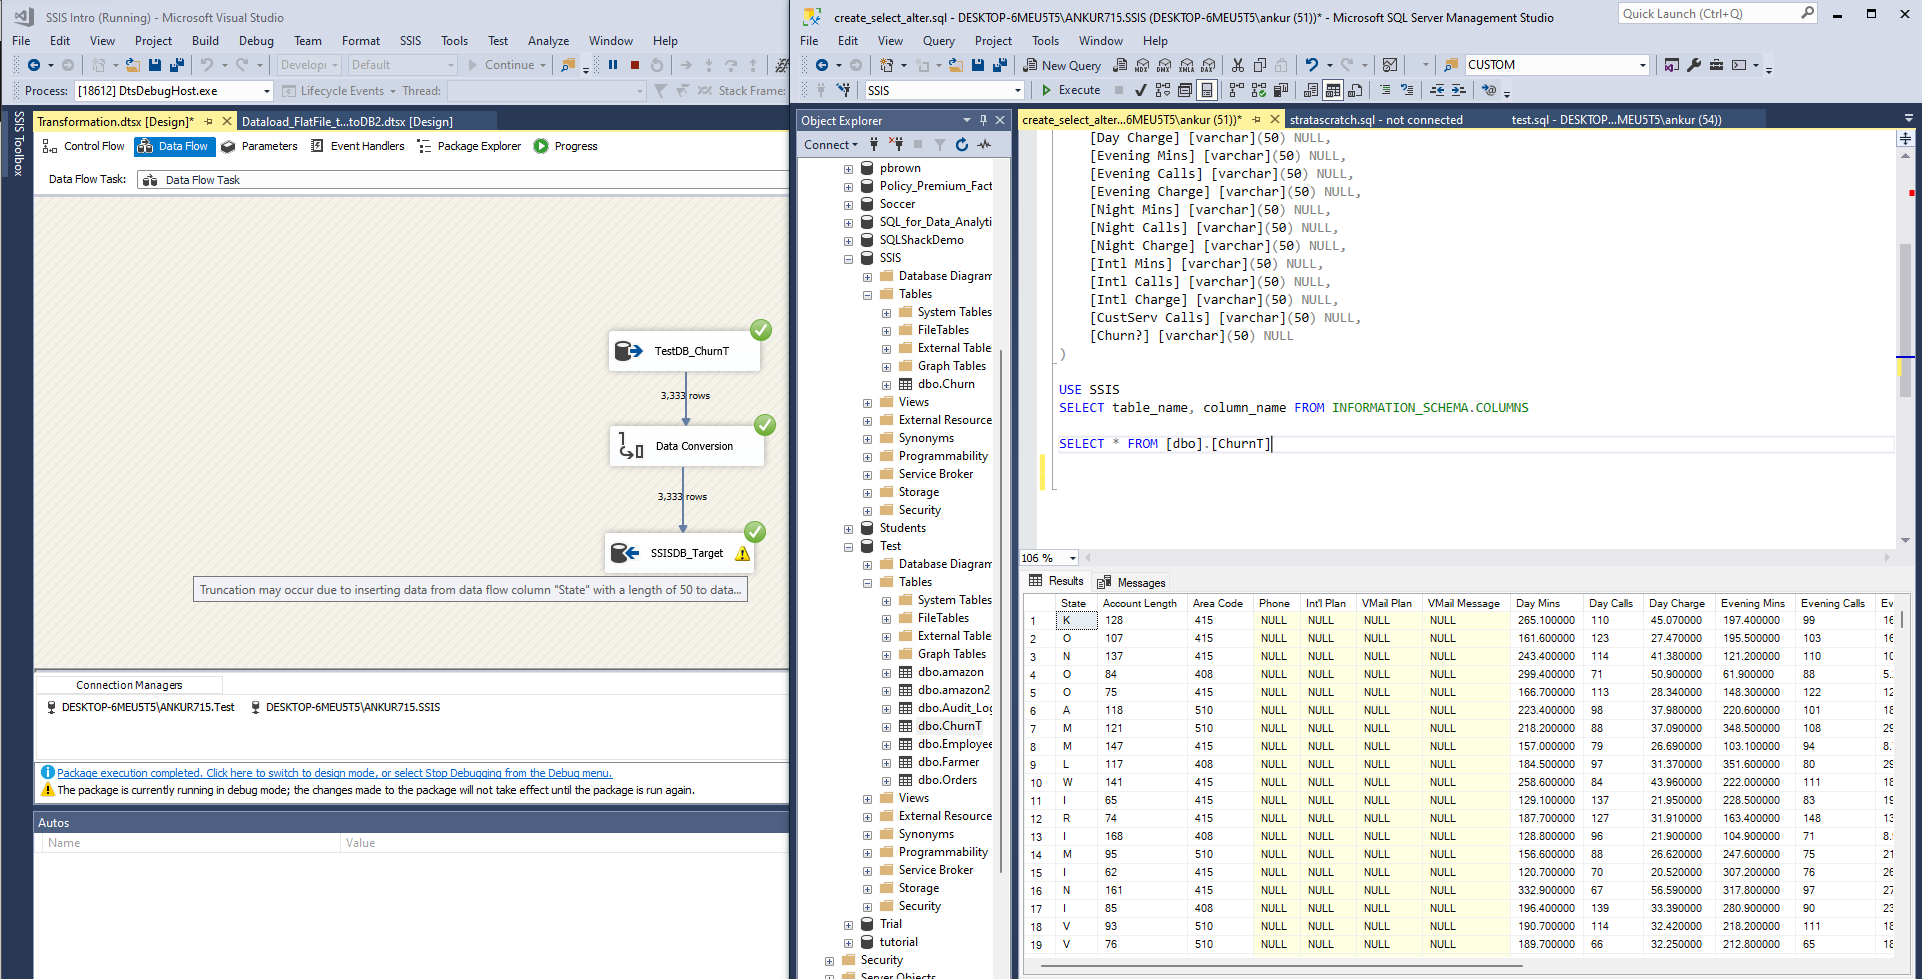 SSIS Intro (Running) - Microsoft Visual Studio
File Edit View Project Build Debug Team Format SSIS Tools Test Analyze Window Help
Develop Default Continue
Process: [18612] DtsDebugHost.exe Lifecycle Events Thread: Stack Frame:
SSIS Toolbox
Transformation.dtsx [Design]* Dataload_FlatFile_t...toDB2.dtsx [Design]
Control Flow Data Flow Parameters Event Handlers Package Explorer Progress
Data Flow Task: Data Flow Task
TestDB_ChurnT
3,333 rows
Data Conversion
3,333 rows
SSISDB_Target
Truncation may occur due to inserting data from data flow column "State" with a length of 50 to data...
Connection Managers
DESKTOP-6MEU5T5\ANKUR715.Test DESKTOP-6MEU5T5\ANKUR715.SSIS
Package execution completed. Click here to switch to design mode, or select Stop Debugging from the Debug menu.
The package is currently running in debug mode; the changes made to the package will not take effect until the package is run again.
Autos
Name Value
create_select_alter.sql - DESKTOP-6MEU5T5\ANKUR715.SSIS (DESKTOP-6MEU5T5\ankur (51))* - Microsoft SQL Server Management Studio
Quick Launch (Ctrl+Q)
File Edit View Query Project Tools Window Help
New Query MDX DMX XMLA DAX CUSTOM
SSIS Execute
Object Explorer
Connect
pbrown
Policy_Premium_Fact
Soccer
SQL_for_Data_Analyti
SQLShackDemo
SSIS
Database Diagram
Tables
System Tables
FileTables
External Table
Graph Tables
dbo.Churn
Views
External Resource
Synonyms
Programmability
Service Broker
Storage
Security
Students
Test
Database Diagram
Tables
System Tables
FileTables
External Table
Graph Tables
dbo.amazon
dbo.amazon2
dbo.Audit_Log
dbo.ChurnT
dbo.Employee
dbo.Farmer
dbo.Orders
Views
External Resource
Synonyms
Programmability
Service Broker
Storage
Security
Trial
tutorial
Security
Server Objects
create_select_alter...6MEU5T5\ankur (51))* stratascratch.sql - not connected test.sql - DESKTOP...MEU5T5\ankur (54))
[Day Charge] [varchar](50) NULL,
[Evening Mins] [varchar](50) NULL,
[Evening Calls] [varchar](50) NULL,
[Evening Charge] [varchar](50) NULL,
[Night Mins] [varchar](50) NULL,
[Night Calls] [varchar](50) NULL,
[Night Charge] [varchar](50) NULL,
[Intl Mins] [varchar](50) NULL,
[Intl Calls] [varchar](50) NULL,
[Intl Charge] [varchar](50) NULL,
[CustServ Calls] [varchar](50) NULL,
[Churn?] [varchar](50) NULL
)
USE SSIS
SELECT table_name, column_name FROM INFORMATION_SCHEMA.COLUMNS
SELECT * FROM [dbo].[ChurnT]
106 %
Results Messages
State Account Length Area Code Phone Int'l Plan VMail Plan VMail Message Day Mins Day Calls Day Charge Evening Mins Evening Calls Ev
1 K 128 415 NULL NULL NULL NULL 265.100000 110 45.070000 197.400000 99 16
2 O 107 415 NULL NULL NULL NULL 161.600000 123 27.470000 195.500000 103 16
3 N 137 415 NULL NULL NULL NULL 243.400000 114 41.380000 121.200000 110 10
4 O 84 408 NULL NULL NULL NULL 299.400000 71 50.900000 61.900000 88 5.
5 O 75 415 NULL NULL NULL NULL 166.700000 113 28.340000 148.300000 122 12
6 A 118 510 NULL NULL NULL NULL 223.400000 98 37.980000 220.600000 101 18
7 M 121 510 NULL NULL NULL NULL 218.200000 88 37.090000 348.500000 108 29
8 M 147 415 NULL NULL NULL NULL 157.000000 79 26.690000 103.100000 94 8.
9 L 117 408 NULL NULL NULL NULL 184.500000 97 31.370000 351.600000 80 29
10 W 141 415 NULL NULL NULL NULL 258.600000 84 43.960000 222.000000 111 18
11 I 65 415 NULL NULL NULL NULL 129.100000 137 21.950000 228.500000 83 19
12 R 74 415 NULL NULL NULL NULL 187.700000 127 31.910000 163.400000 148 13
13 I 168 408 NULL NULL NULL NULL 128.800000 96 21.900000 104.900000 71 8.
14 M 95 510 NULL NULL NULL NULL 156.600000 88 26.620000 247.600000 75 21
15 I 62 415 NULL NULL NULL NULL 120.700000 70 20.520000 307.200000 76 26
16 N 161 415 NULL NULL NULL NULL 332.900000 67 56.590000 317.800000 97 27
17 I 85 408 NULL NULL NULL NULL 196.400000 139 33.390000 280.900000 90 23
18 V 93 510 NULL NULL NULL NULL 190.700000 114 32.420000 218.200000 111 18
19 V 76 510 NULL NULL NULL NULL 189.700000 66 32.250000 212.800000 65 18